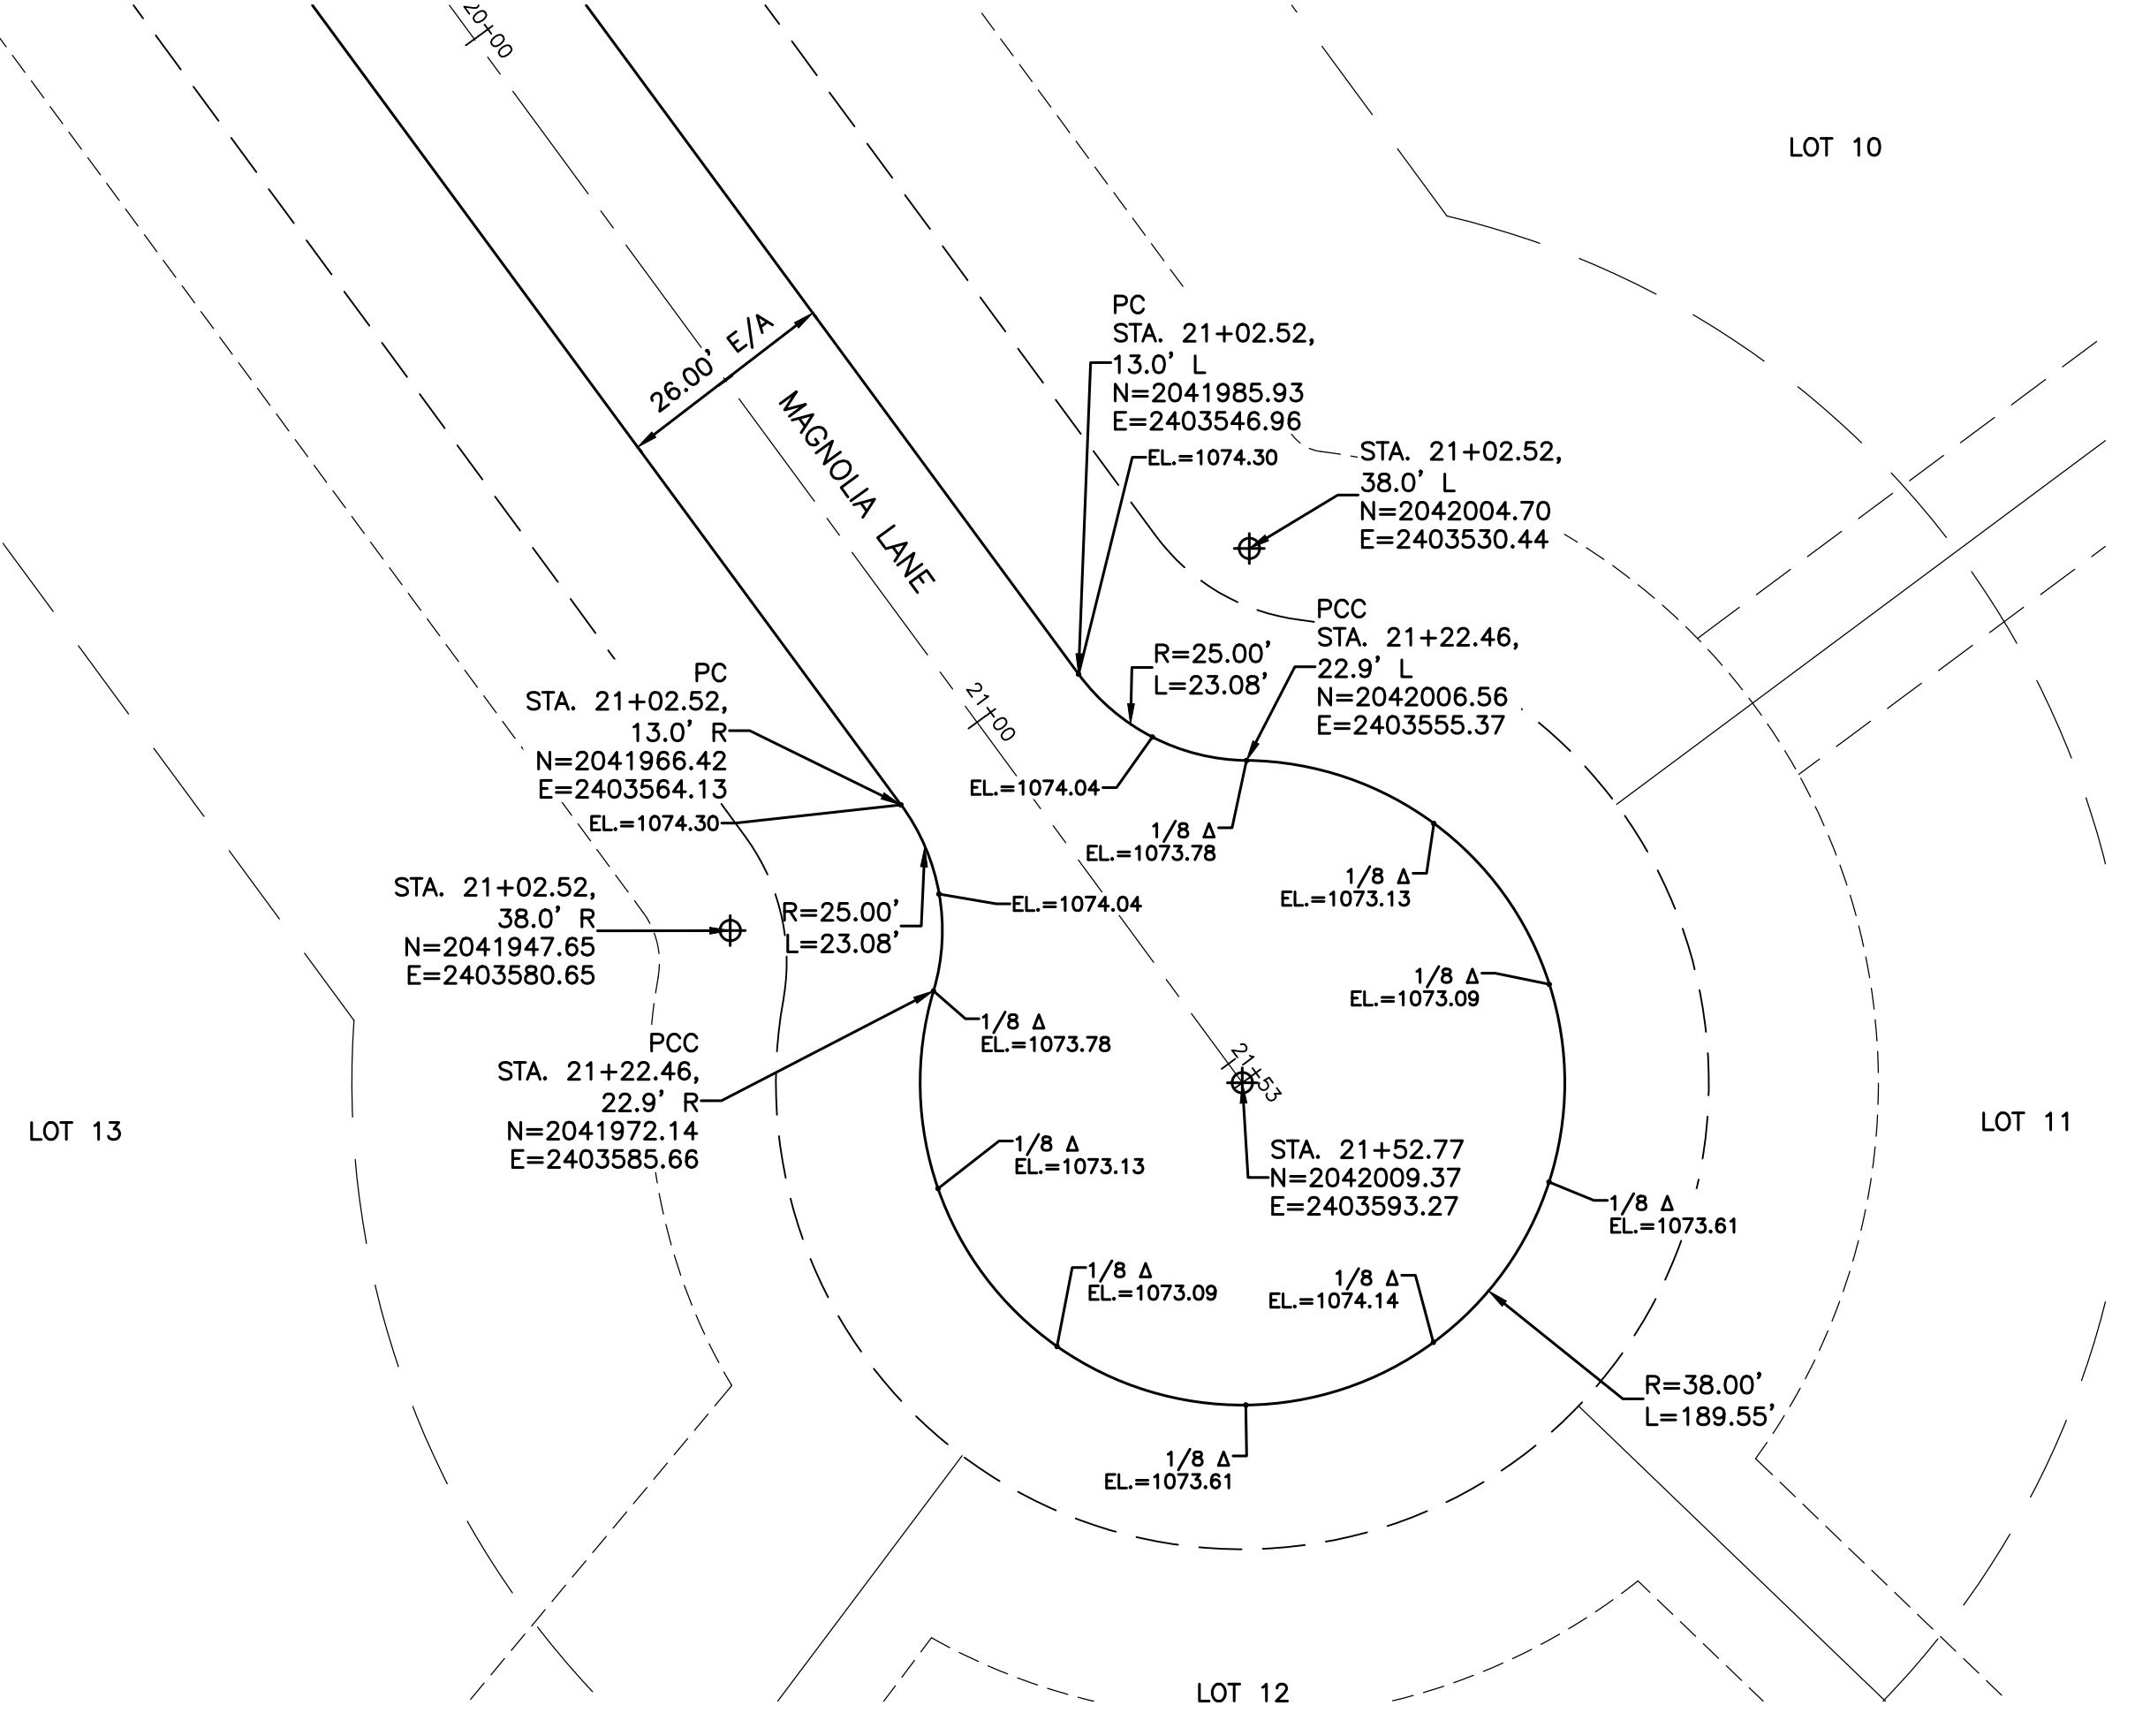 20+00
LOT 10
26.00' E/A
MAGNOLIA LANE
PC
STA. 21+02.52,
13.0' L
N=2041985.93
E=2403546.96
EL.=1074.30
STA. 21+02.52,
38.0' L
N=2042004.70
E=2403530.44
PCC
STA. 21+22.46,
22.9' L
N=2042006.56
E=2403555.37
R=25.00'
L=23.08'
21+00
PC
STA. 21+02.52,
13.0' R
N=2041966.42
E=2403564.13
EL.=1074.30
EL.=1074.04
1/8 Δ
EL.=1073.78
1/8 Δ
EL.=1073.13
STA. 21+02.52,
38.0' R
N=2041947.65
E=2403580.65
R=25.00'
L=23.08'
EL.=1074.04
1/8 Δ
EL.=1073.09
1/8 Δ
EL.=1073.78
PCC
STA. 21+22.46,
22.9' R
N=2041972.14
E=2403585.66
21+53
LOT 13
LOT 11
1/8 Δ
EL.=1073.13
STA. 21+52.77
N=2042009.37
E=2403593.27
1/8 Δ
EL.=1073.61
1/8 Δ
EL.=1073.09
1/8 Δ
EL.=1074.14
R=38.00'
L=189.55'
1/8 Δ
EL.=1073.61
LOT 12